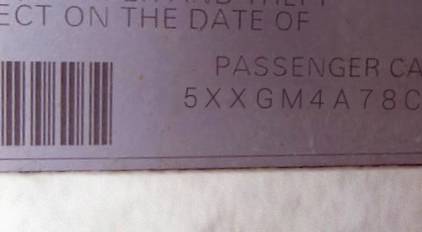 ECT ON THE DATE OF
PASSENGER CA
5XXGM4A78C